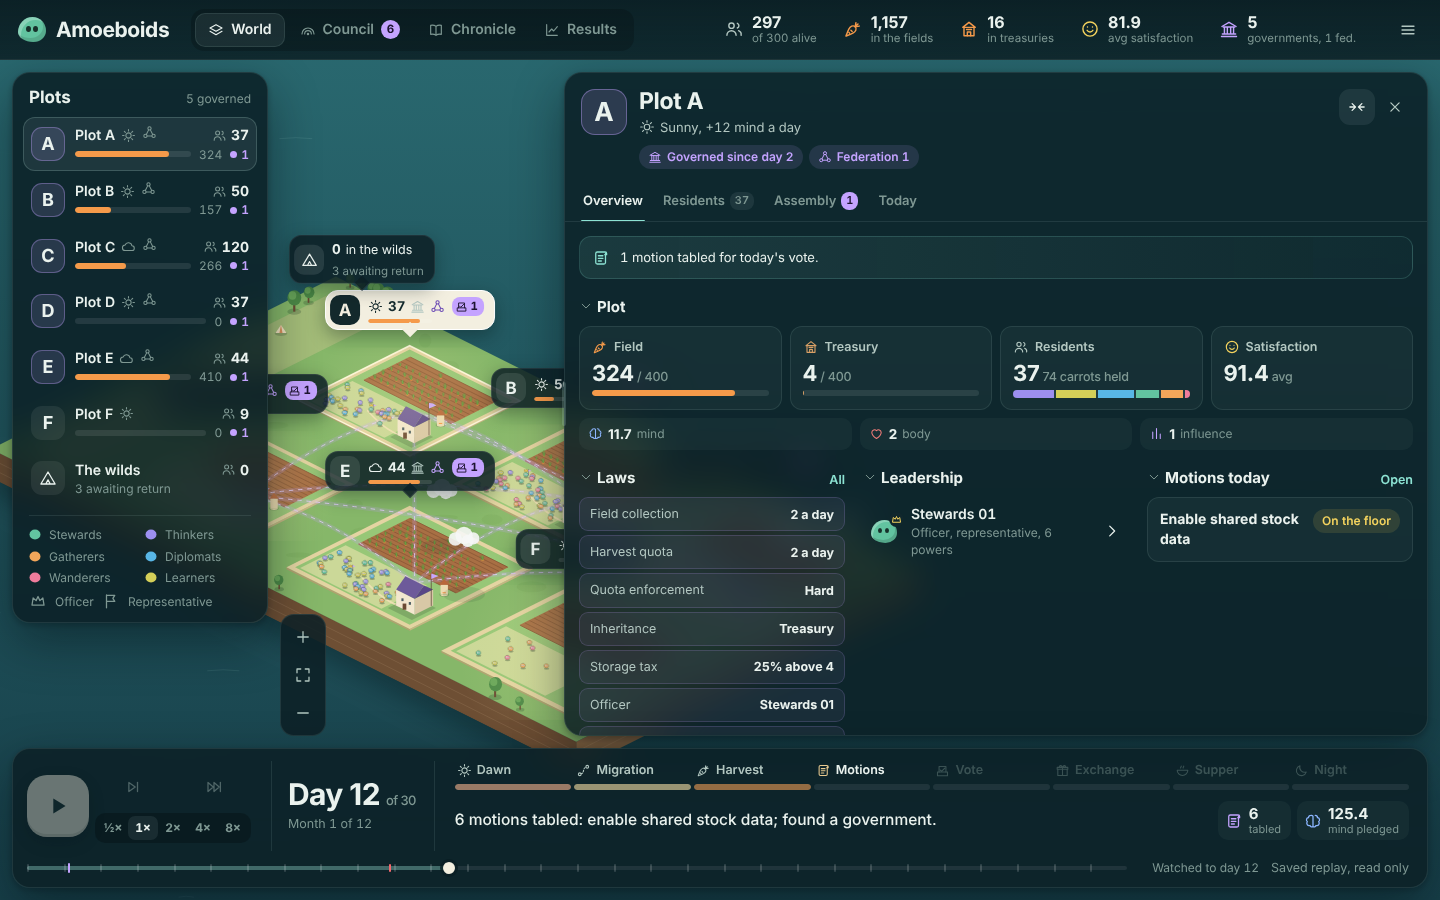 Amoeboids
World
Council 6
Chronicle
Results
297
of 300 alive
1,157
in the fields
16
in treasuries
81.9
avg satisfaction
5
governments, 1 fed.
Plots
5 governed
A Plot A 37
324 1
B Plot B 50
157 1
C Plot C 120
266 1
D Plot D 37
0 1
E Plot E 44
410 1
F Plot F 9
0 1
The wilds 0
3 awaiting return
Stewards Thinkers
Gatherers Diplomats
Wanderers Learners
Officer Representative
0 in the wilds
3 awaiting return
A 37 1
1
B
E 44 1
F
A
Plot A
Sunny, +12 mind a day
Governed since day 2
Federation 1
Overview
Residents 37
Assembly 1
Today
1 motion tabled for today's vote.
Plot
Field
324 / 400
Treasury
4 / 400
Residents
37 74 carrots held
Satisfaction
91.4 avg
11.7 mind
2 body
1 influence
Laws All
Field collection 2 a day
Harvest quota 2 a day
Quota enforcement Hard
Inheritance Treasury
Storage tax 25% above 4
Officer Stewards 01
Leadership
Stewards 01
Officer, representative, 6
powers
Motions today Open
Enable shared stock
data
On the floor
½× 1× 2× 4× 8×
Day 12 of 30
Month 1 of 12
Dawn
Migration
Harvest
Motions
Vote
Exchange
Supper
Night
6 motions tabled: enable shared stock data; found a government.
6
tabled
125.4
mind pledged
Watched to day 12
Saved replay, read only